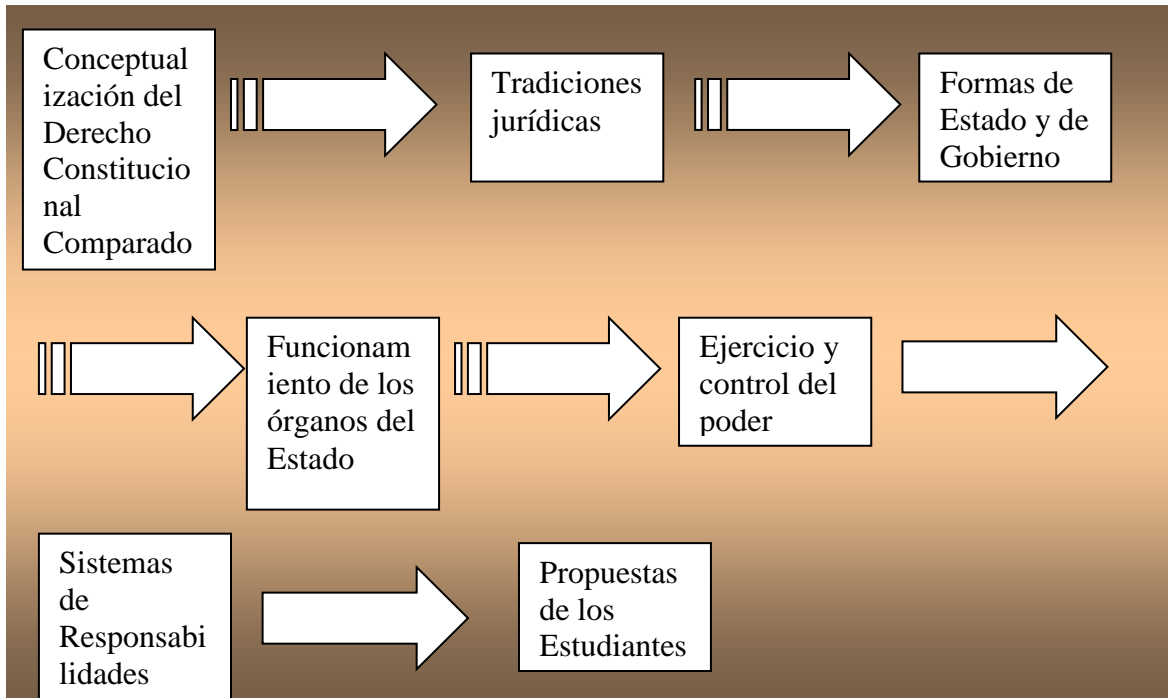 Conceptual
ización del
Derecho
Constitucio
nal
Comparado
Tradiciones
jurídicas
Formas de
Estado y de
Gobierno
Funcionam
iento de los
órganos del
Estado
Ejercicio y
control del
poder
Sistemas
de
Responsabi
lidades
Propuestas
de los
Estudiantes